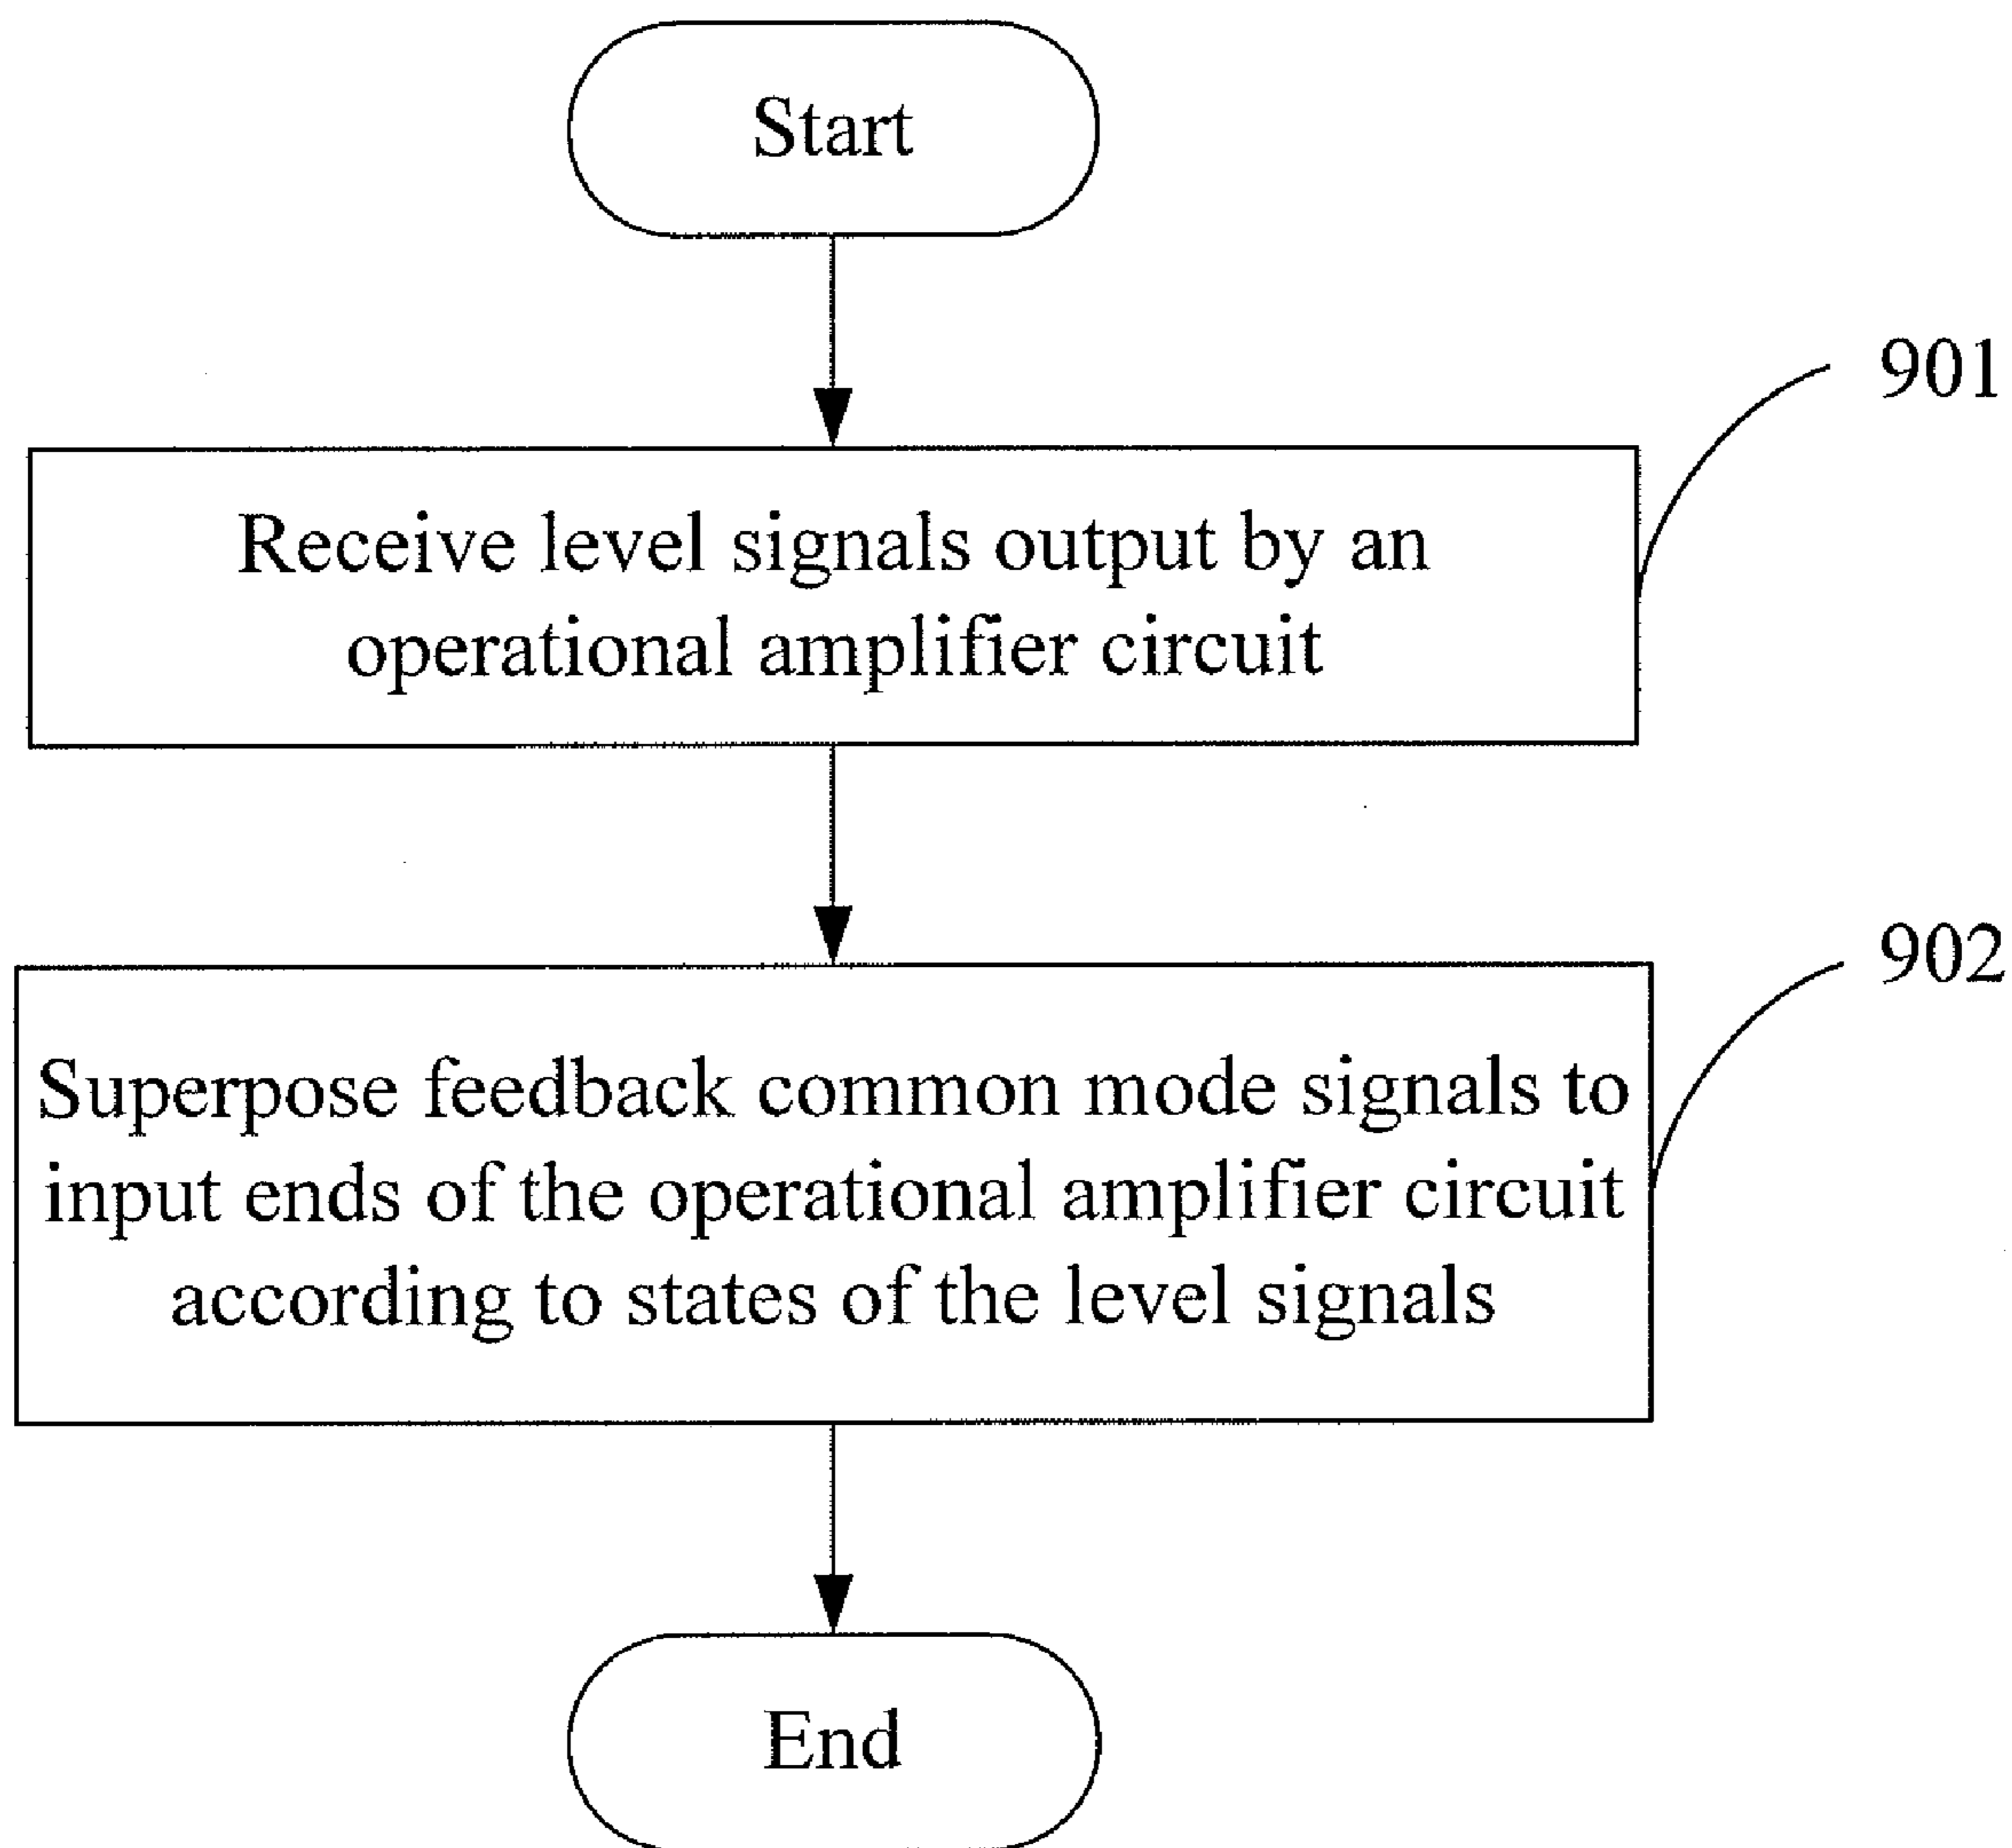 Start
901
Receive level signals output by an
operational amplifier circuit
902
Superpose feedback common mode signals to
input ends of the operational amplifier circuit
according to states of the level signals
End